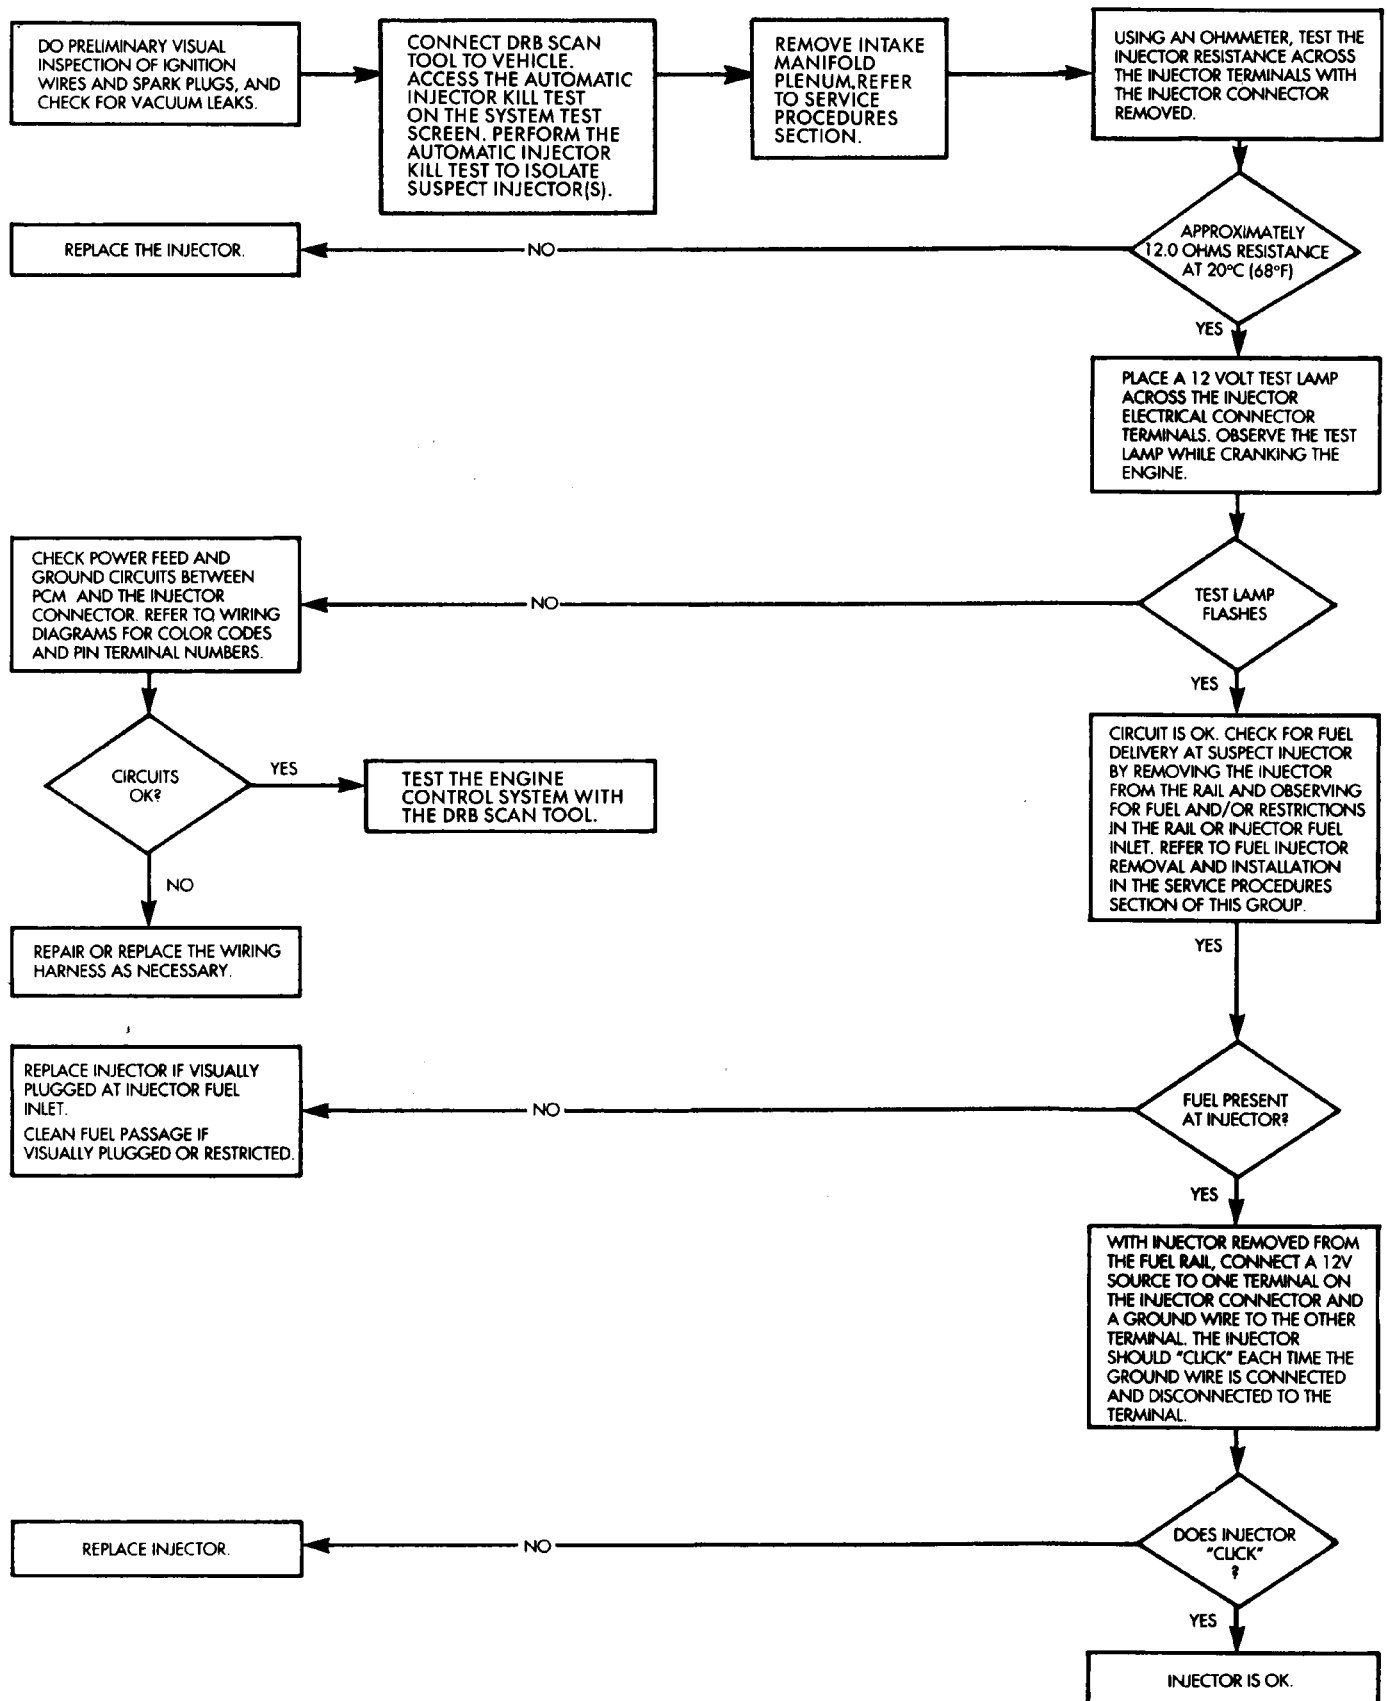 DO PRELIMINARY VISUAL
INSPECTION OF IGNITION
WIRES AND SPARK PLUGS, AND
CHECK FOR VACUUM LEAKS.
CONNECT DRB SCAN
TOOL TO VEHICLE.
ACCESS THE AUTOMATIC
INJECTOR KILL TEST
ON THE SYSTEM TEST
SCREEN. PERFORM THE
AUTOMATIC INJECTOR
KILL TEST TO ISOLATE
SUSPECT INJECTOR(S).
REMOVE INTAKE
MANIFOLD
PLENUM.REFER
TO SERVICE
PROCEDURES
SECTION.
USING AN OHMMETER, TEST THE
INJECTOR RESISTANCE ACROSS
THE INJECTOR TERMINALS WITH
THE INJECTOR CONNECTOR
REMOVED.
APPROXIMATELY
12.0 OHMS RESISTANCE
AT 20°C (68°F)
NO
REPLACE THE INJECTOR.
YES
PLACE A 12 VOLT TEST LAMP
ACROSS THE INJECTOR
ELECTRICAL CONNECTOR
TERMINALS. OBSERVE THE TEST
LAMP WHILE CRANKING THE
ENGINE.
TEST LAMP
FLASHES
NO
CHECK POWER FEED AND
GROUND CIRCUITS BETWEEN
PCM AND THE INJECTOR
CONNECTOR. REFER TO WIRING
DIAGRAMS FOR COLOR CODES
AND PIN TERMINAL NUMBERS.
CIRCUITS
OK?
YES
TEST THE ENGINE
CONTROL SYSTEM WITH
THE DRB SCAN TOOL.
NO
REPAIR OR REPLACE THE WIRING
HARNESS AS NECESSARY.
YES
CIRCUIT IS OK. CHECK FOR FUEL
DELIVERY AT SUSPECT INJECTOR
BY REMOVING THE INJECTOR
FROM THE RAIL AND OBSERVING
FOR FUEL AND/OR RESTRICTIONS
IN THE RAIL OR INJECTOR FUEL
INLET. REFER TO FUEL INJECTOR
REMOVAL AND INSTALLATION
IN THE SERVICE PROCEDURES
SECTION OF THIS GROUP.
YES
FUEL PRESENT
AT INJECTOR?
NO
REPLACE INJECTOR IF VISUALLY
PLUGGED AT INJECTOR FUEL
INLET.
CLEAN FUEL PASSAGE IF
VISUALLY PLUGGED OR RESTRICTED.
YES
WITH INJECTOR REMOVED FROM
THE FUEL RAIL, CONNECT A 12V
SOURCE TO ONE TERMINAL ON
THE INJECTOR CONNECTOR AND
A GROUND WIRE TO THE OTHER
TERMINAL. THE INJECTOR
SHOULD "CLICK" EACH TIME THE
GROUND WIRE IS CONNECTED
AND DISCONNECTED TO THE
TERMINAL.
DOES INJECTOR
"CLICK"
?
NO
REPLACE INJECTOR.
YES
INJECTOR IS OK.